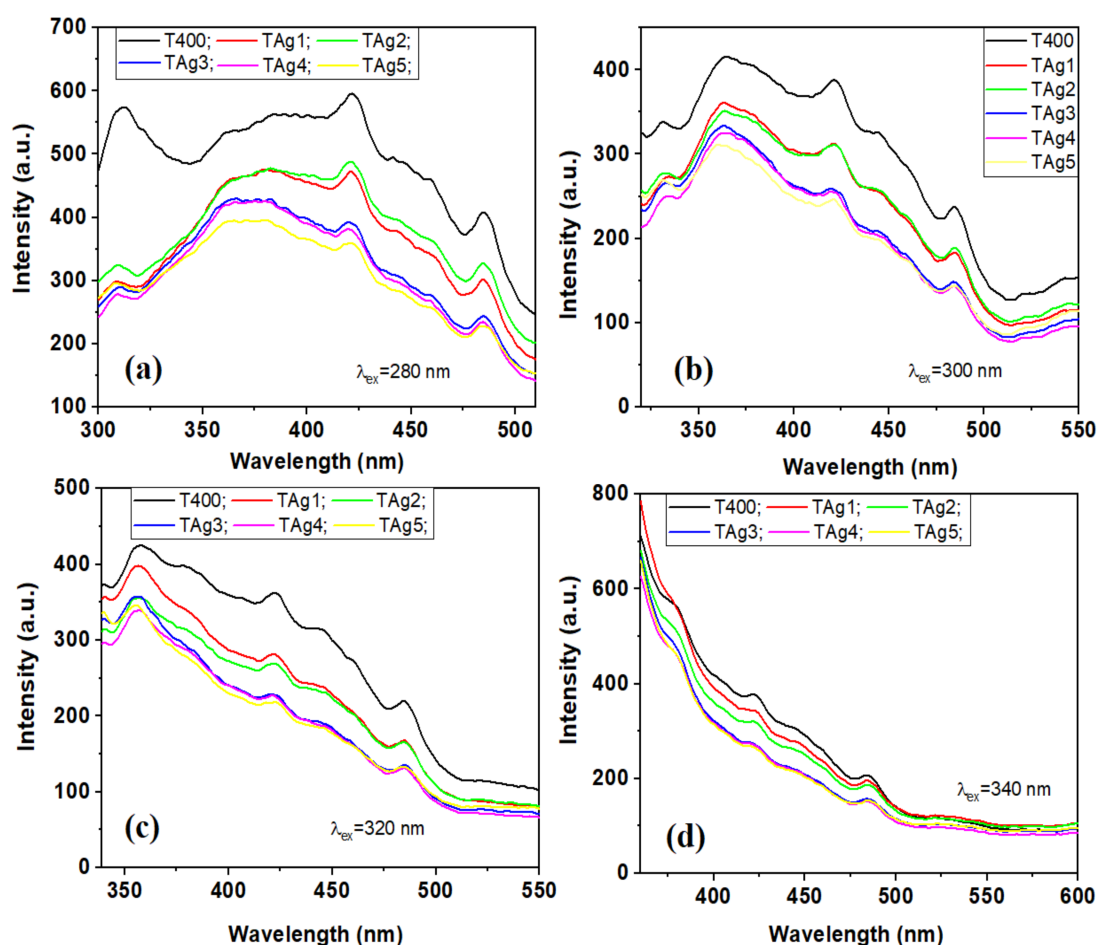 700
600
500
400
300
200
100
Intensity (a.u.)
T400; TAg1; TAg2;
TAg3; TAg4; TAg5;
(a)
λex=280 nm
300 350 400 450 500
Wavelength (nm)
400
300
200
100
0
Intensity (a.u.)
T400
TAg1
TAg2
TAg3
TAg4
TAg5
(b)
λex=300 nm
350 400 450 500 550
Wavelength (nm)
500
400
300
200
100
0
Intensity (a.u.)
T400; TAg1; TAg2;
TAg3; TAg4; TAg5;
(c)
λex=320 nm
350 400 450 500 550
Wavelength (nm)
800
600
400
200
0
Intensity (a.u.)
T400; TAg1; TAg2;
TAg3; TAg4; TAg5;
λex=340 nm
(d)
400 450 500 550 600
Wavelength (nm)